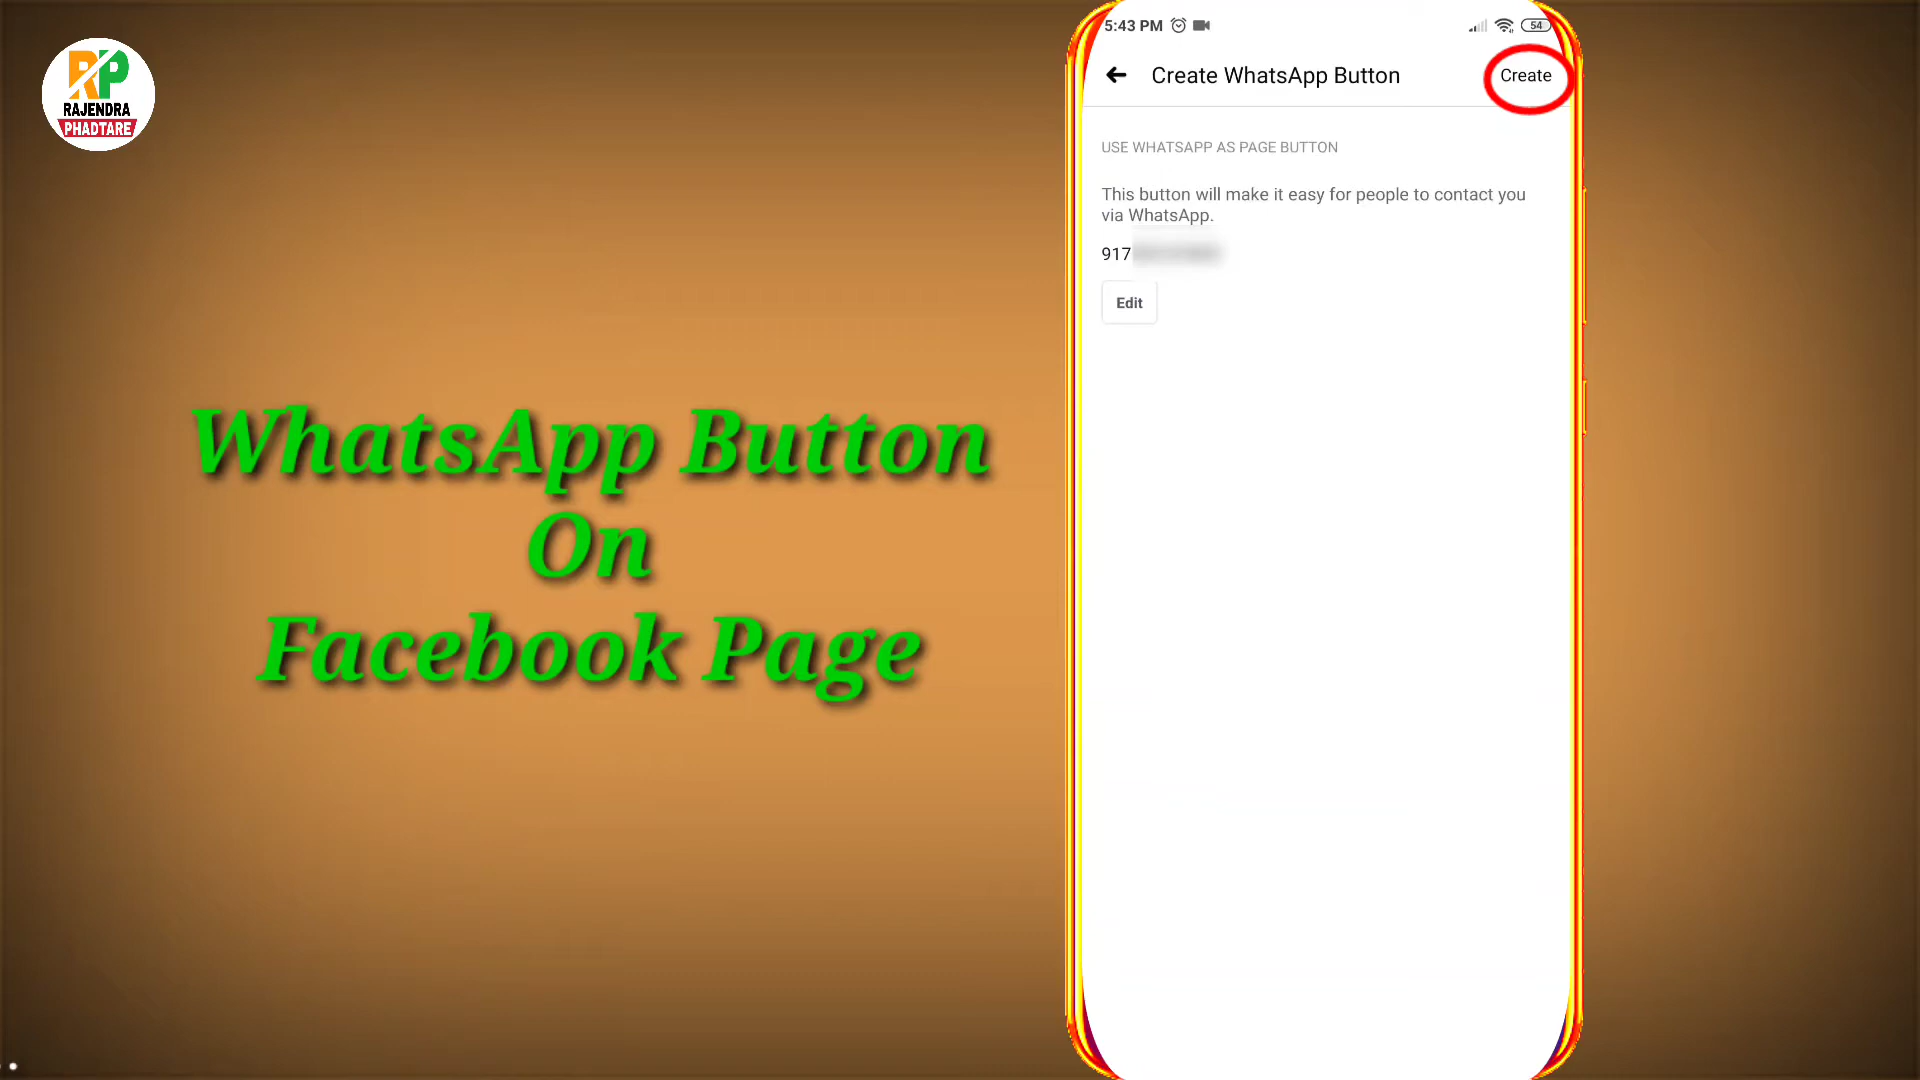 RP
RAJENDRA
PHADTARE
WhatsApp Button
On
Facebook Page
5:43 PM
54
Create WhatsApp Button
Create
USE WHATSAPP AS PAGE BUTTON
This button will make it easy for people to contact you
via WhatsApp.
917
Edit